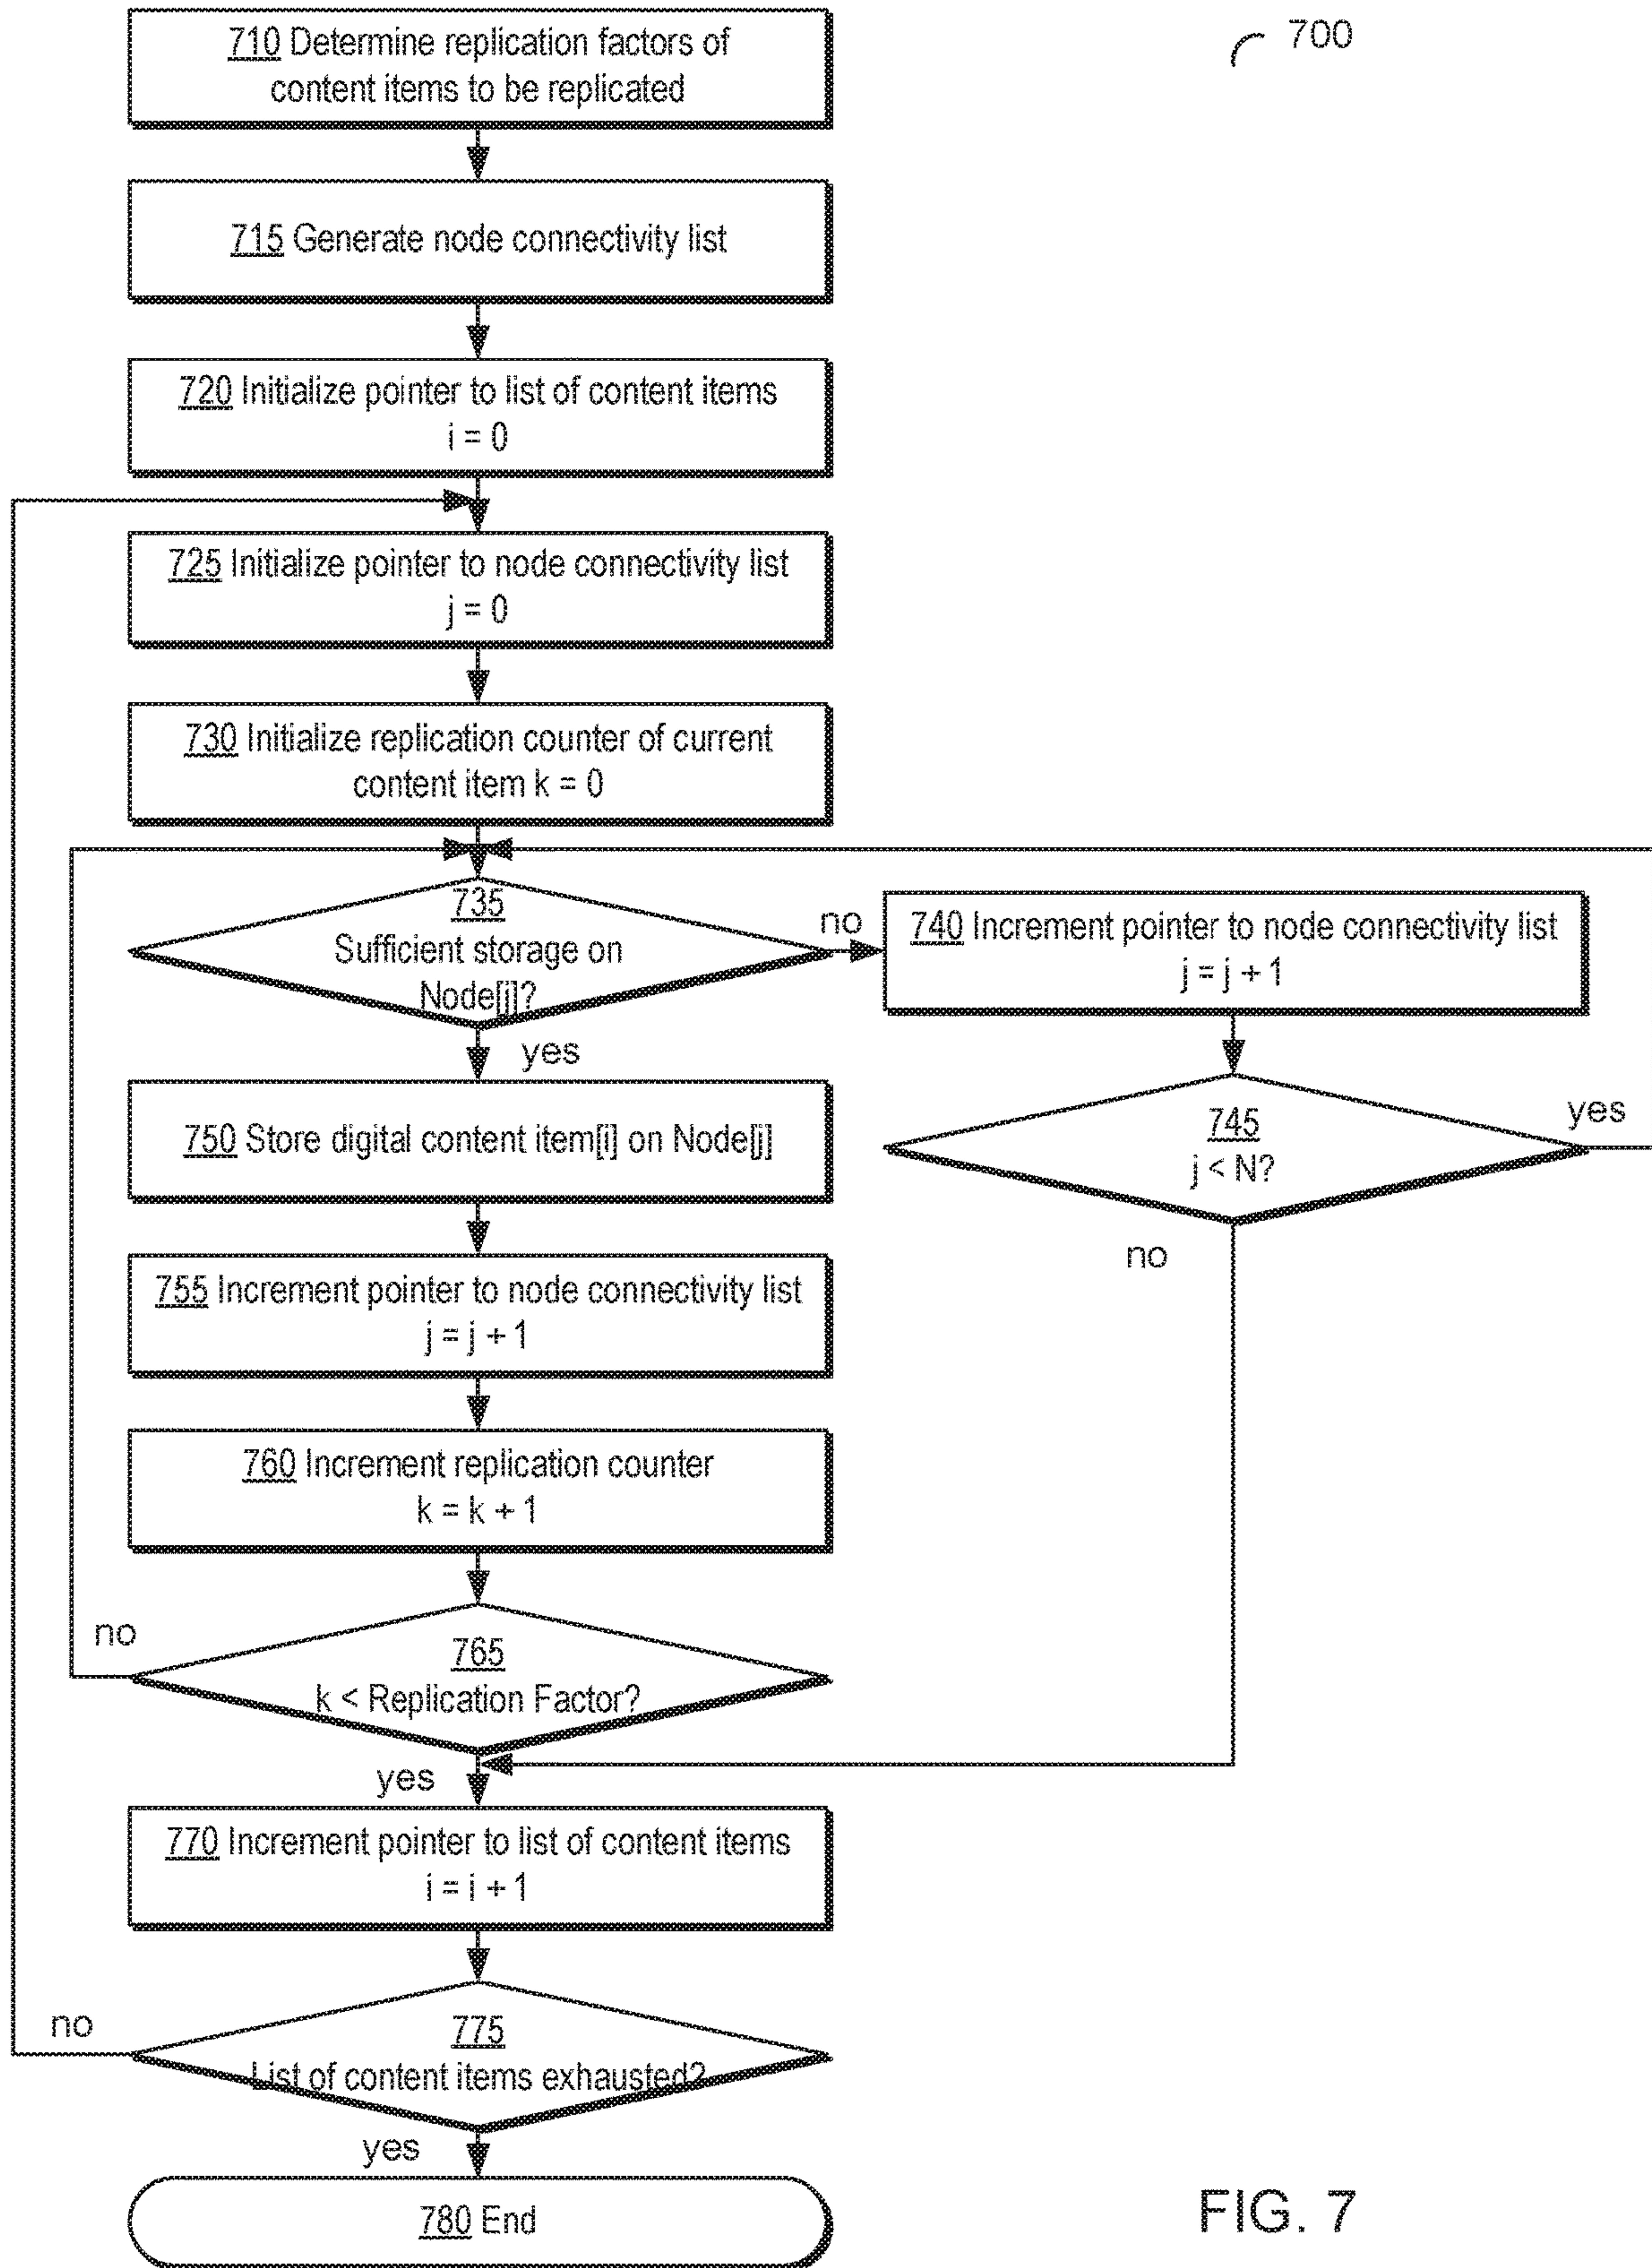 700
710 Determine replication factors of
content items to be replicated
715 Generate node connectivity list
720 Initialize pointer to list of content items
i = 0
725 Initialize pointer to node connectivity list
j = 0
730 Initialize replication counter of current
content item k = 0
735
Sufficient storage on
Node[j]?
no
740 Increment pointer to node connectivity list
j = j + 1
yes
745
j < N?
yes
no
750 Store digital content item[i] on Node[j]
755 Increment pointer to node connectivity list
j = j + 1
760 Increment replication counter
k = k + 1
no
765
k < Replication Factor?
yes
770 Increment pointer to list of content items
i = i + 1
no
775
List of content items exhausted?
yes
780 End
FIG. 7